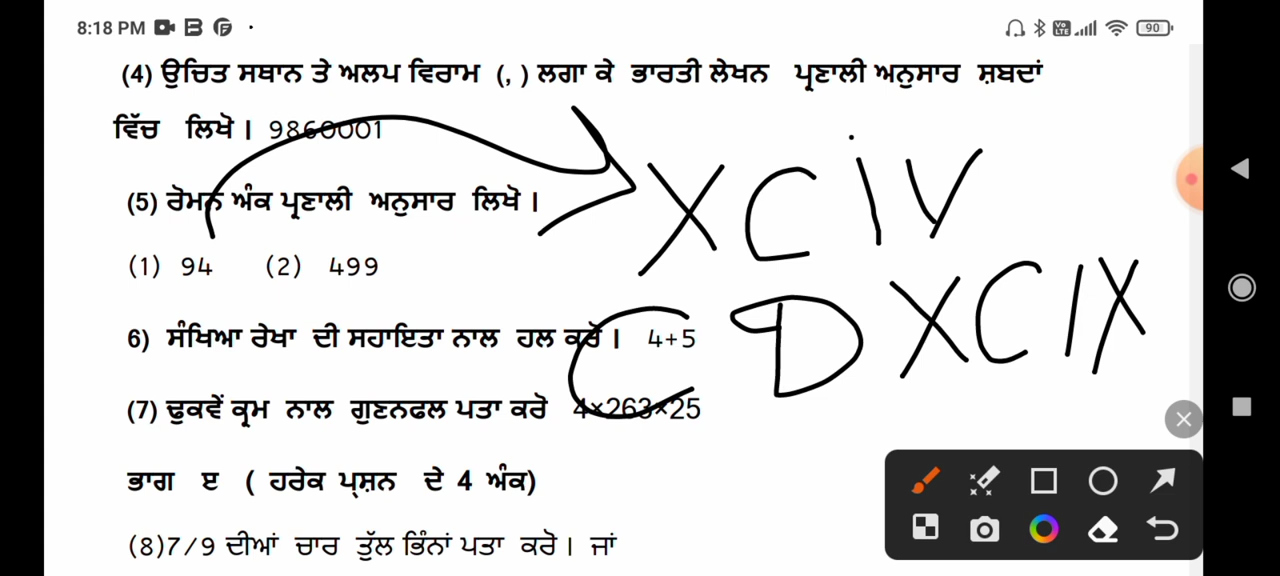 8:18 PM
90
(4) ਉਚਿਤ ਸਥਾਨ ਤੇ ਅਲਪ ਵਿਰਾਮ (, ) ਲਗਾ ਕੇ ਭਾਰਤੀ ਲੇਖਨ ਪ੍ਰਣਾਲੀ ਅਨੁਸਾਰ ਸ਼ਬਦਾਂ
ਵਿੱਚ ਲਿਖੋ। 9860001
(5) ਰੋਮਨ ਅੰਕ ਪ੍ਰਣਾਲੀ ਅਨੁਸਾਰ ਲਿਖੋ।
XCiV
(1) 94 (2) 499
CDXCIX
6) ਸੰਖਿਆ ਰੇਖਾ ਦੀ ਸਹਾਇਤਾ ਨਾਲ ਹਲ ਕਰੋ। 4+5
(7) ਢੁਕਵੇਂ ਕ੍ਰਮ ਨਾਲ ਗੁਣਨਫਲ ਪਤਾ ਕਰੋ 4×263×25
ਭਾਗ ੲ ( ਹਰੇਕ ਪ੍ਰਸ਼ਨ ਦੇ 4 ਅੰਕ)
(8)7/9 ਦੀਆਂ ਚਾਰ ਤੁੱਲ ਭਿੰਨਾਂ ਪਤਾ ਕਰੋ। ਜਾਂ